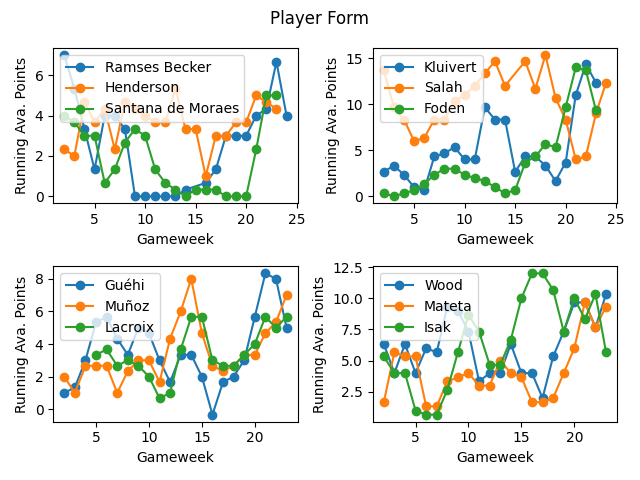 Player Form
Running Ava. Points
6
4
2
0
Ramses Becker
Henderson
Santana de Moraes
5
10
15
20
25
Gameweek
Running Ava. Points
15
10
5
0
Kluivert
Salah
Foden
5
10
15
20
25
Gameweek
Running Ava. Points
8
6
4
2
0
Guéhi
Muñoz
Lacroix
5
10
15
20
Gameweek
Running Ava. Points
12.5
10.0
7.5
5.0
2.5
Wood
Mateta
Isak
5
10
15
20
Gameweek